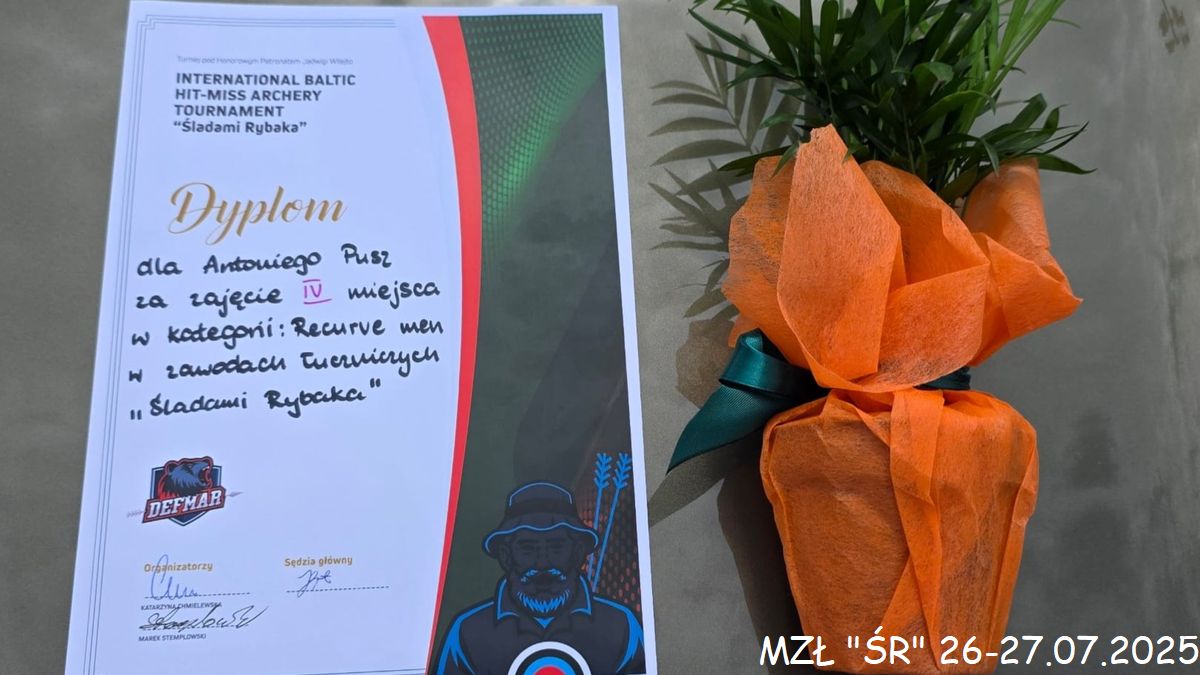 Turniej pod Honorowym Patronatem Jadwigi Wilejto
INTERNATIONAL BALTIC
HIT-MISS ARCHERY
TOURNAMENT
"Śladami Rybaka"
Dyplom
dla Antoniego Pusz
za zajęcie IV miejsca
w kategorii: Recurve men
w zawodach Łuczniczych
„Śladami Rybaka"
DEFMAR
Organizatorzy
Sędzia główny
KATARZYNA CHMIELEWSKA
MAREK STEMPLOWSKI
MZŁ "ŚR" 26-27.07.2025